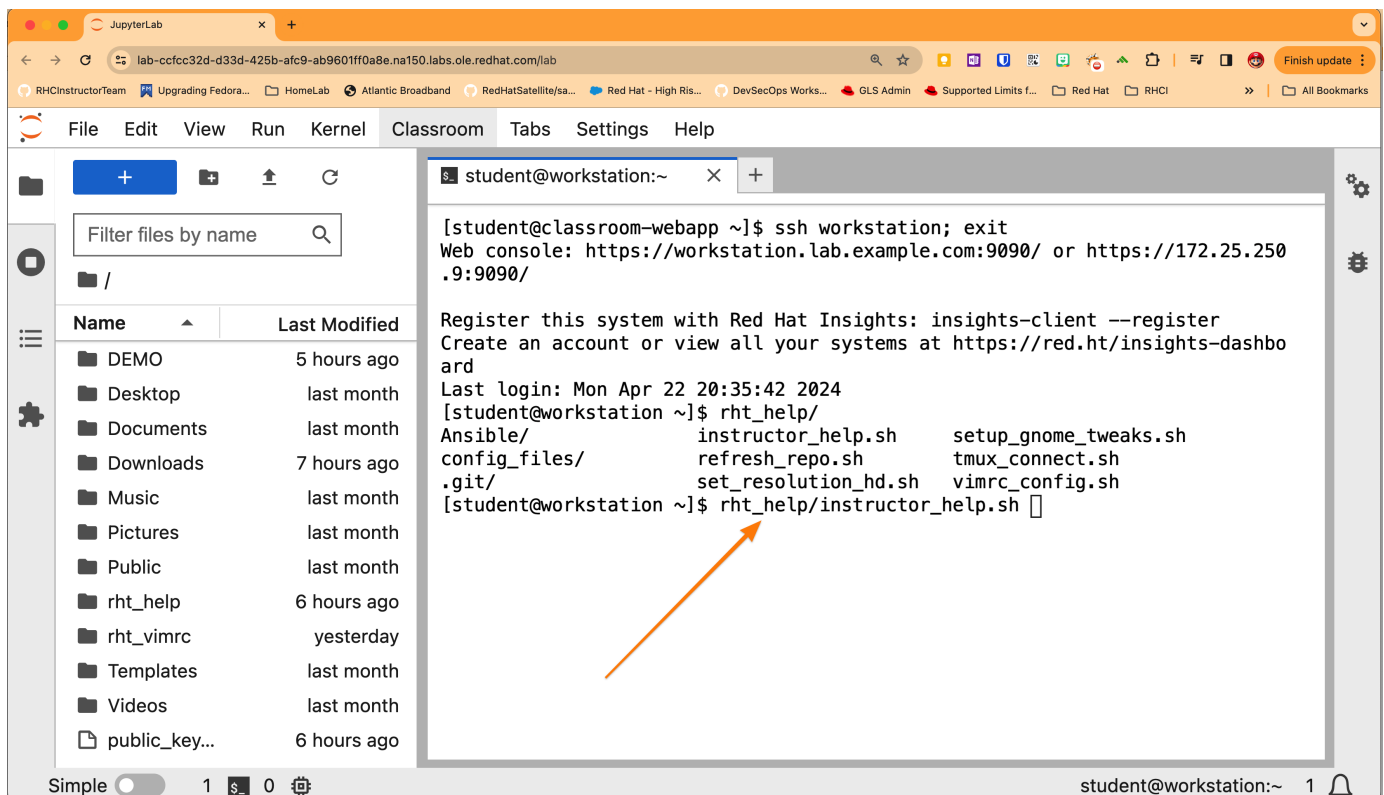 JupyterLab
lab-ccfcc32d-d33d-425b-afc9-ab9601ff0a8e.na150.labs.ole.redhat.com/lab
Finish update
RHCInstructorTeam
Upgrading Fedora...
HomeLab
Atlantic Broadband
RedHatSatellite/sa...
Red Hat - High Ris...
DevSecOps Works...
GLS Admin
Supported Limits f...
Red Hat
RHCI
»
All Bookmarks
File Edit View Run Kernel Classroom Tabs Settings Help
+
Filter files by name
/
Name Last Modified
DEMO 5 hours ago
Desktop last month
Documents last month
Downloads 7 hours ago
Music last month
Pictures last month
Public last month
rht_help 6 hours ago
rht_vimrc yesterday
Templates last month
Videos last month
public_key... 6 hours ago
$_ student@workstation:~
[student@classroom-webapp ~]$ ssh workstation; exit
Web console: https://workstation.lab.example.com:9090/ or https://172.25.250
.9:9090/
Register this system with Red Hat Insights: insights-client --register
Create an account or view all your systems at https://red.ht/insights-dashbo
ard
Last login: Mon Apr 22 20:35:42 2024
[student@workstation ~]$ rht_help/
Ansible/ instructor_help.sh setup_gnome_tweaks.sh
config_files/ refresh_repo.sh tmux_connect.sh
.git/ set_resolution_hd.sh vimrc_config.sh
[student@workstation ~]$ rht_help/instructor_help.sh
Simple 1 $_ 0 student@workstation:~ 1